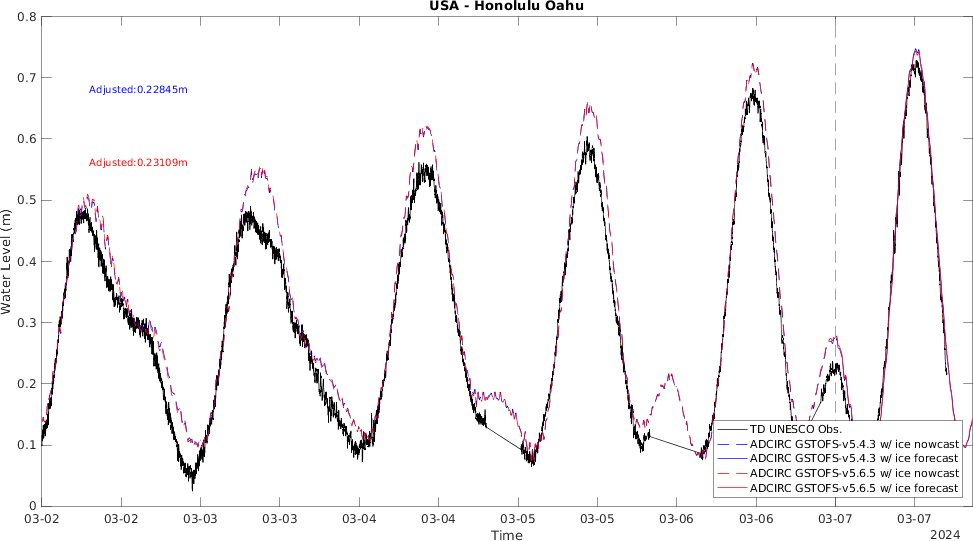 USA - Honolulu Oahu
0.8
0.7
0.6
0.5
0.4
0.3
0.2
0.1
0
Water Level (m)
Adjusted:0.22845m
Adjusted:0.23109m
TD UNESCO Obs.
ADCIRC GSTOFS-v5.4.3 w/ ice nowcast
ADCIRC GSTOFS-v5.4.3 w/ ice forecast
ADCIRC GSTOFS-v5.6.5 w/ ice nowcast
ADCIRC GSTOFS-v5.6.5 w/ ice forecast
03-02 03-02 03-03 03-03 03-04 03-04 03-05 03-05 03-06 03-06 03-07 03-07
Time
2024